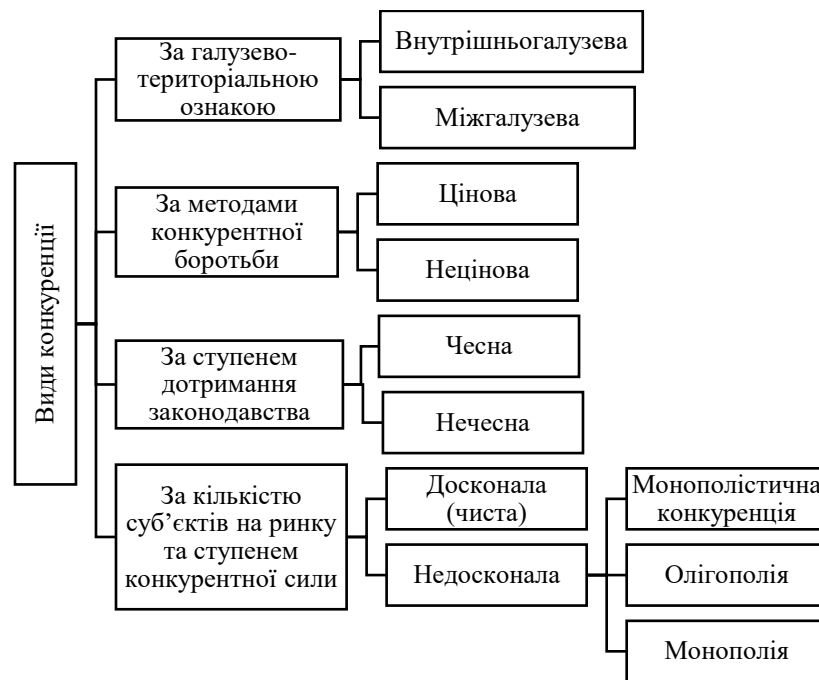 Види конкуренції
За галузево-
територіальною
ознакою
Внутрішньогалузева
Міжгалузева
За методами
конкурентної
боротьби
Цінова
Нецінова
За ступенем
дотримання
законодавства
Чесна
Нечесна
За кількістю
суб’єктів на ринку
та ступенем
конкурентної сили
Досконала
(чиста)
Недосконала
Монополістична
конкуренція
Олігополія
Монополія